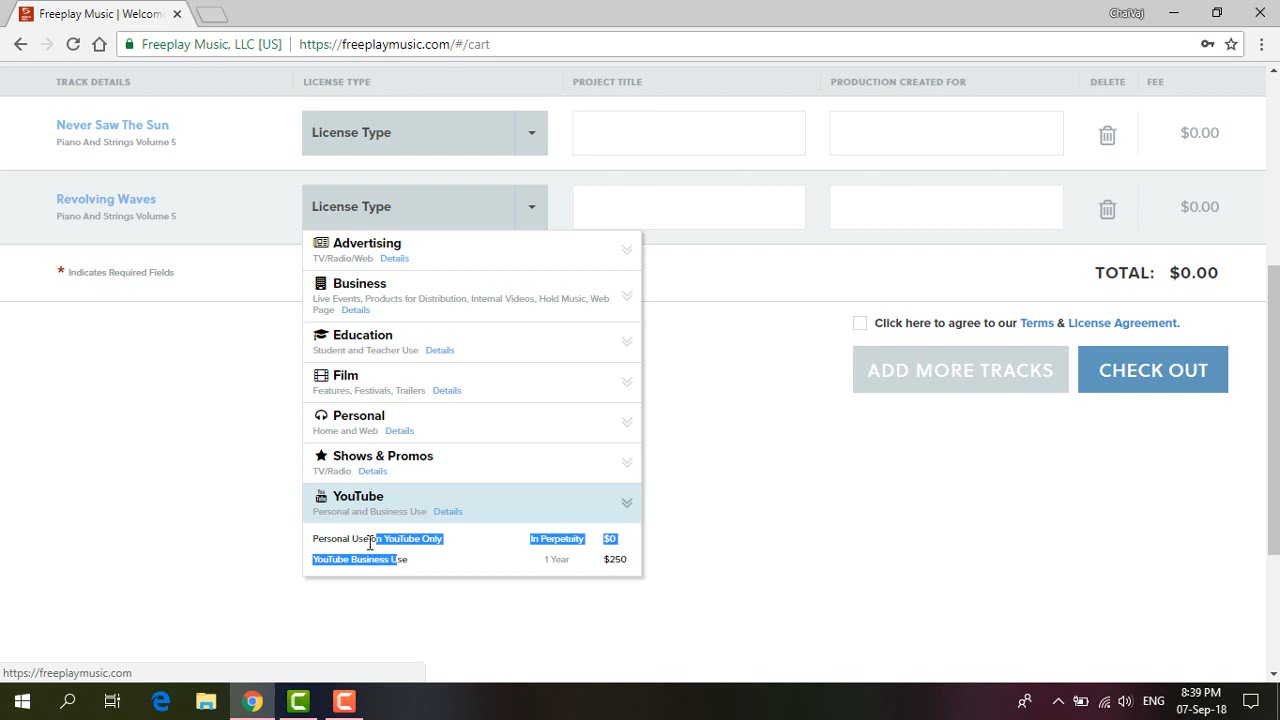 Freeplay Music | Welcom
ChaiVaj
Freeplay Music, LLC [US] | https://freeplaymusic.com/#/cart
TRACK DETAILS LICENSE TYPE PROJECT TITLE PRODUCTION CREATED FOR DELETE FEE
Never Saw The Sun
Piano And Strings Volume 5
License Type
$0.00
Revolving Waves
Piano And Strings Volume 5
License Type
$0.00
* Indicates Required Fields
TOTAL: $0.00
Advertising
TV/Radio/Web Details
Business
Live Events, Products for Distribution, Internal Videos, Hold Music, Web
Page Details
Education
Student and Teacher Use Details
Film
Features, Festivals, Trailers Details
Personal
Home and Web Details
Shows & Promos
TV/Radio Details
YouTube
Personal and Business Use Details
Personal Use on YouTube Only In Perpetuity $0
YouTube Business Use 1 Year $250
Click here to agree to our Terms & License Agreement.
ADD MORE TRACKS CHECK OUT
https://freeplaymusic.com
ENG
8:39 PM
07-Sep-18